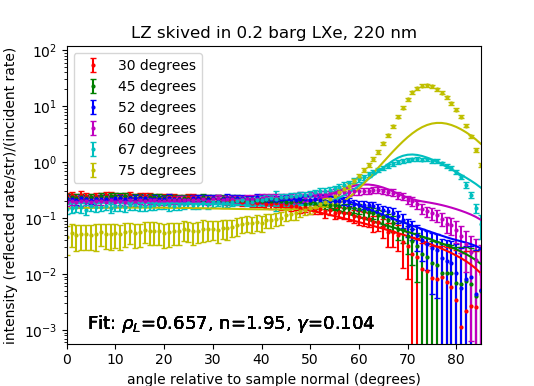 LZ skived in 0.2 barg LXe, 220 nm
intensity (reflected rate/str)/(incident rate)
10²
10¹
10⁰
10⁻¹
10⁻²
10⁻³
30 degrees
45 degrees
52 degrees
60 degrees
67 degrees
75 degrees
Fit: ρ_L=0.657, n=1.95, γ=0.104
0 10 20 30 40 50 60 70 80
angle relative to sample normal (degrees)